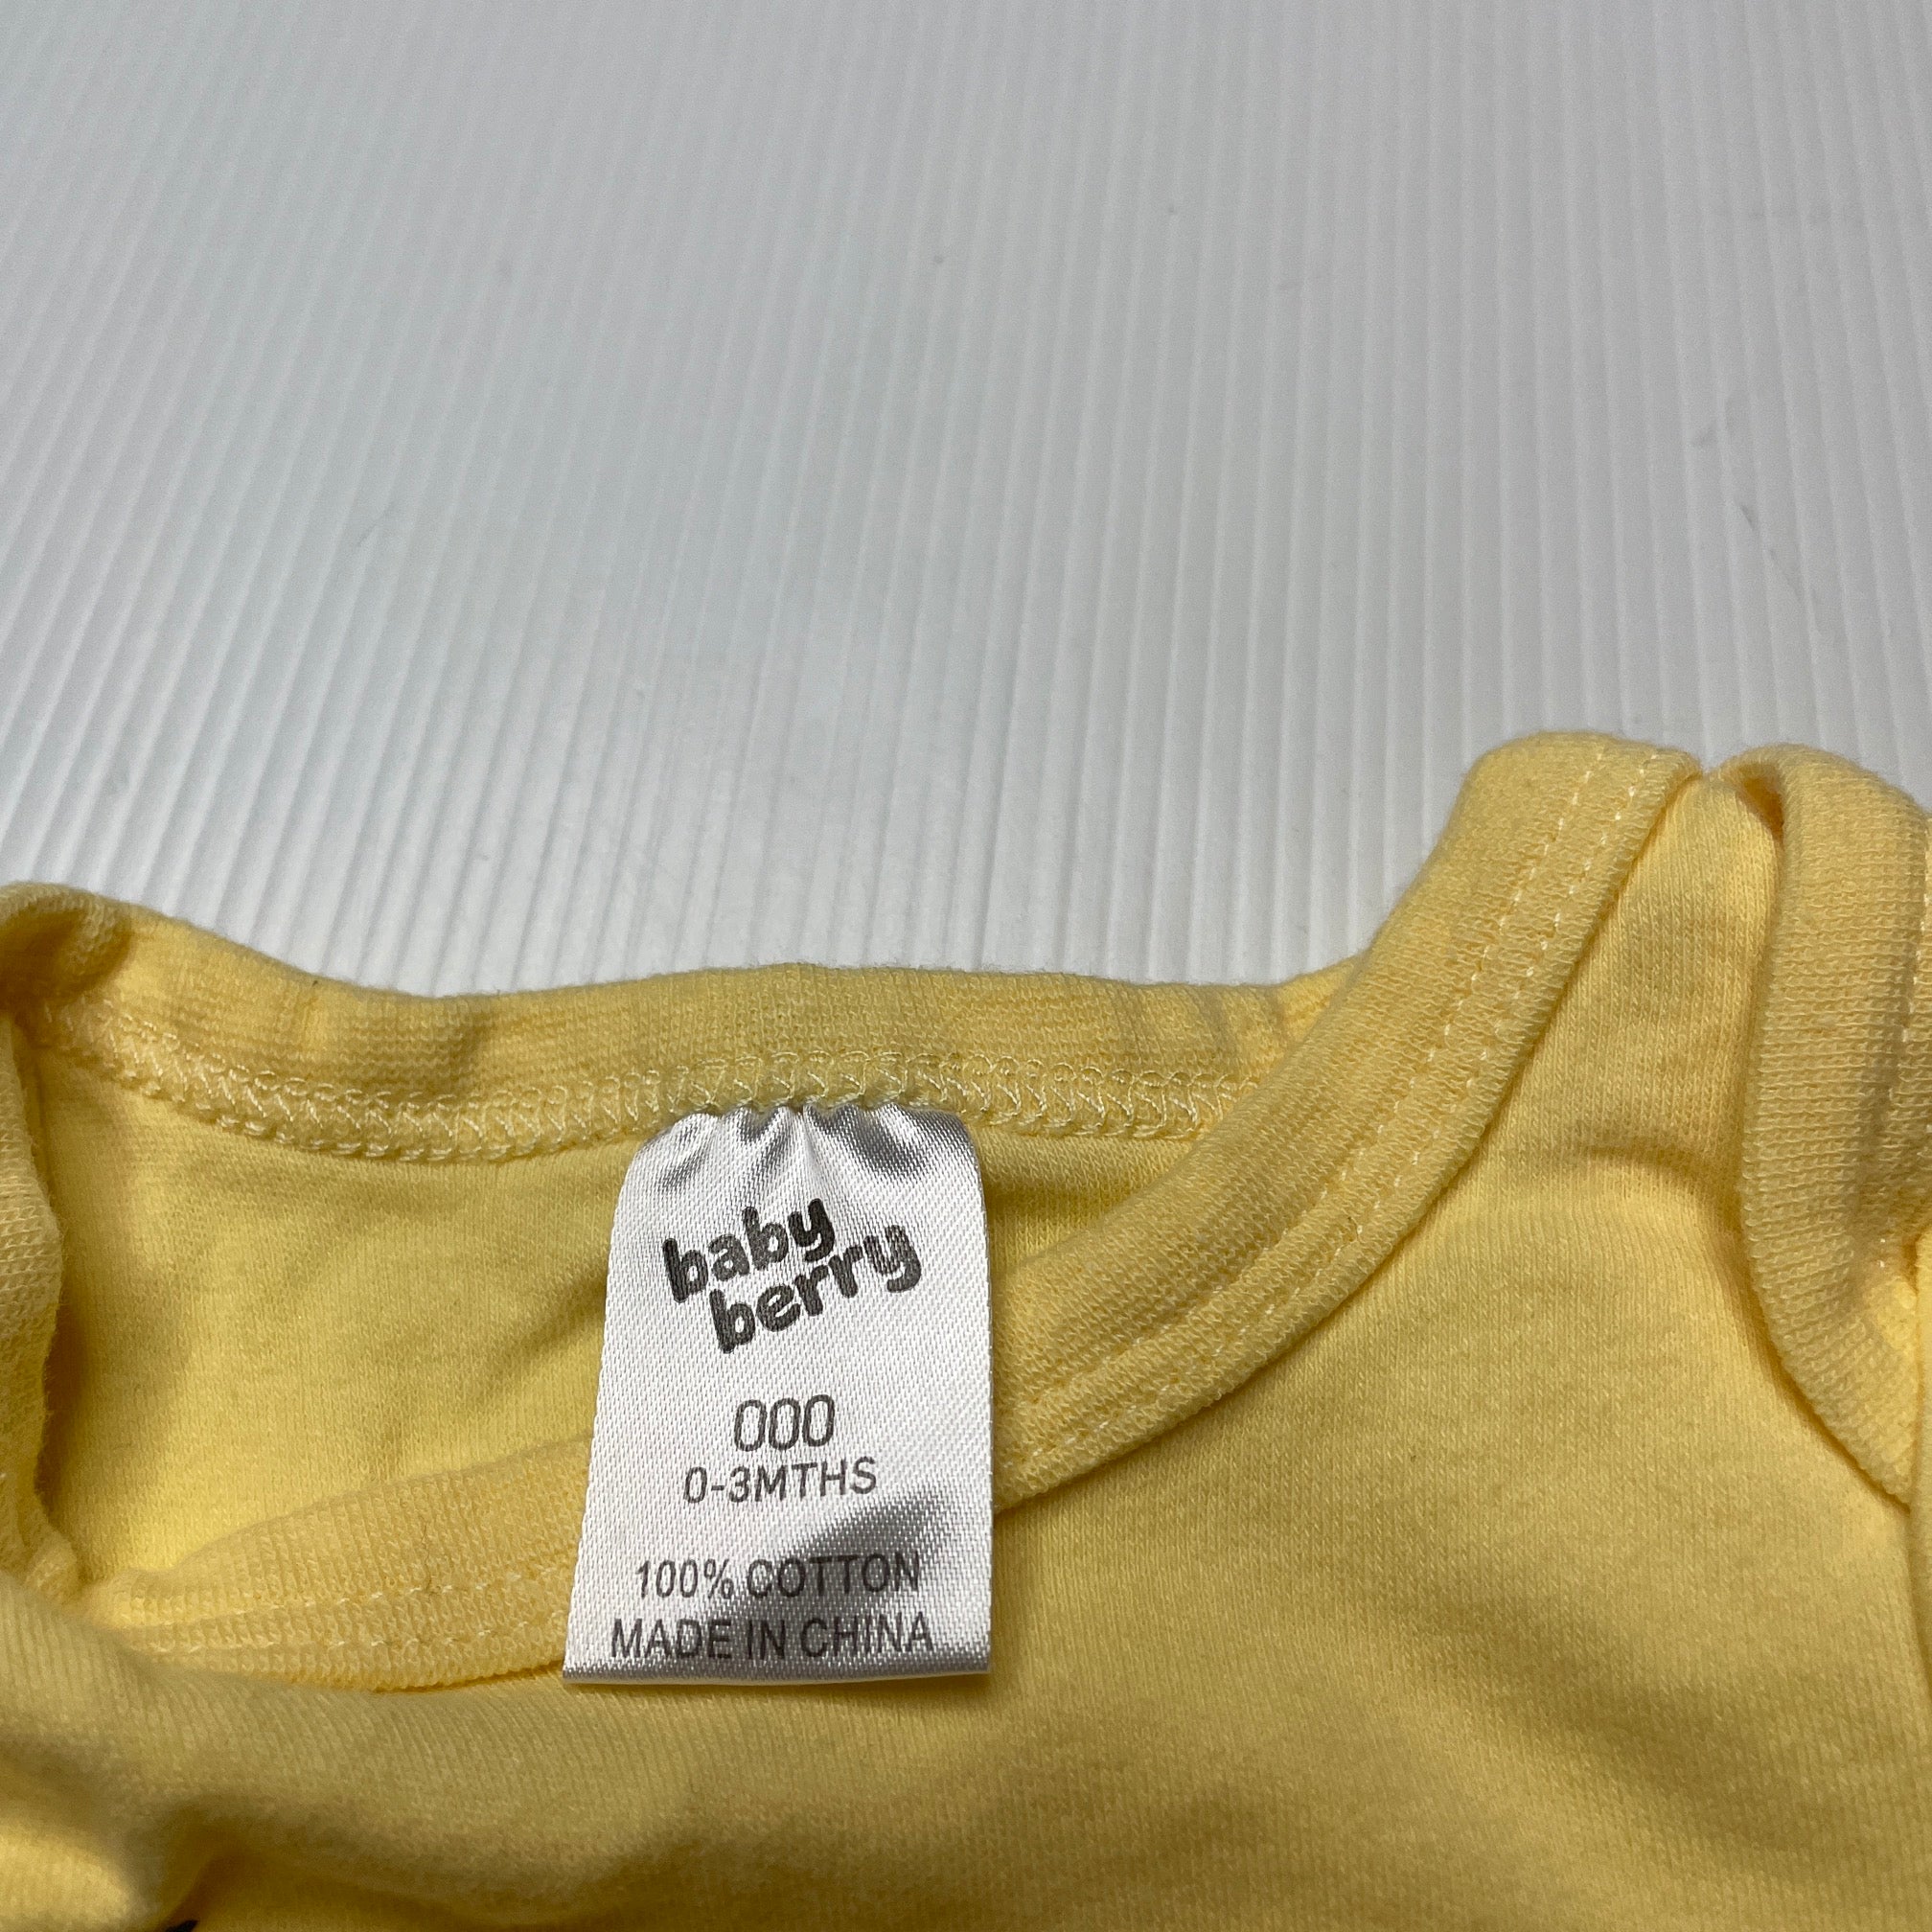 baby
berry
000
0-3MTHS
100% COTTON
MADE IN CHINA